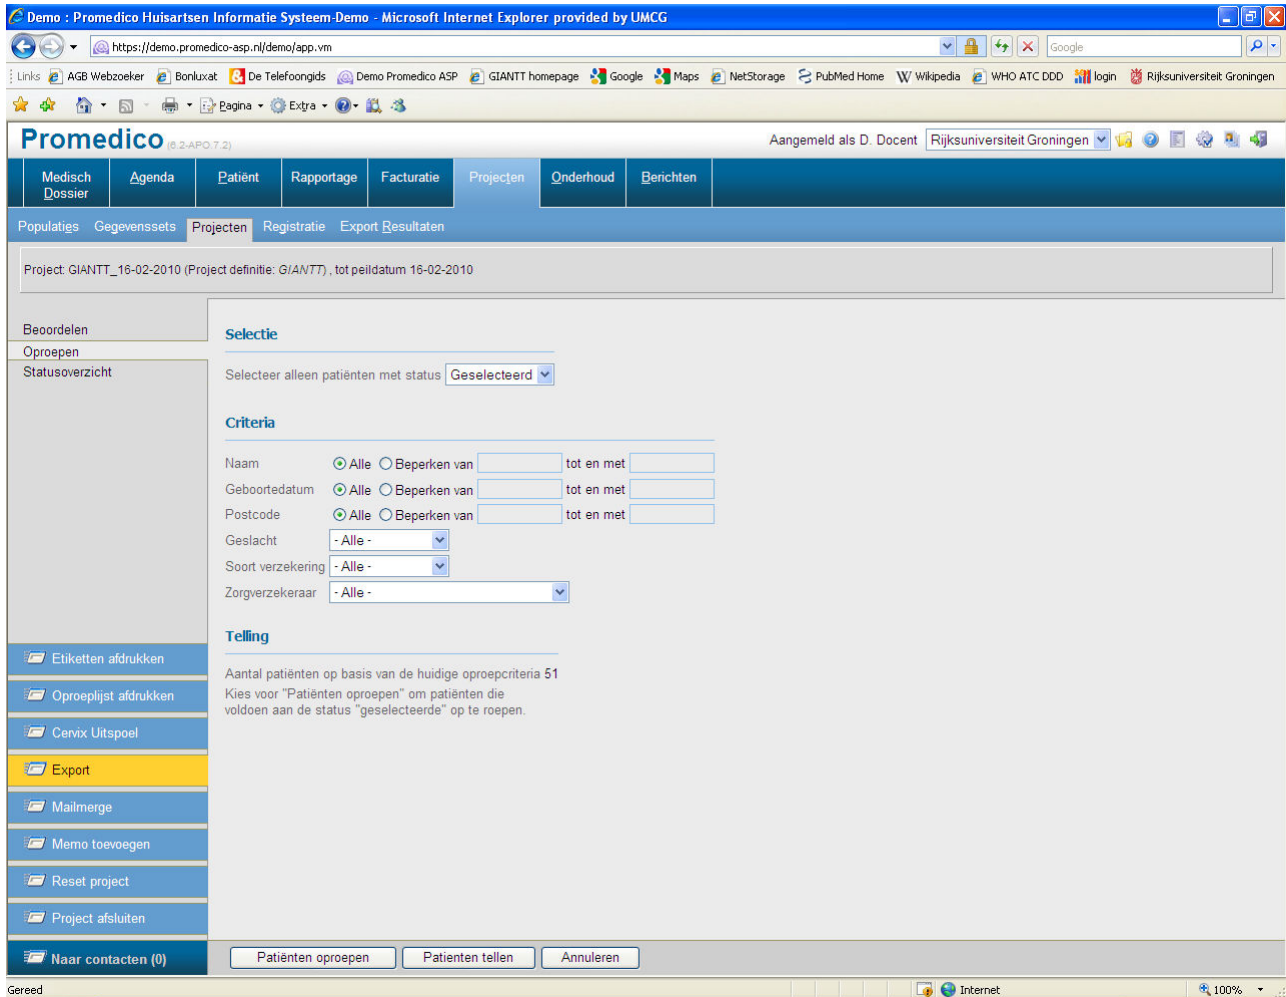 Demo : Promedico Huisartsen Informatie Systeem-Demo - Microsoft Internet Explorer provided by UMCG
https://demo.promedico-asp.nl/demo/app.vm
Google
Links AGB Webzoeker Bonluxat De Telefoongids Demo Promedico ASP GIANTT homepage Google Maps NetStorage PubMed Home Wikipedia WHO ATC DDD login Rijksuniversiteit Groningen
Pagina Extra
Promedico (6.2-APO.7.2) Aangemeld als D. Docent Rijksuniversiteit Groningen
Medisch Dossier Agenda Patiënt Rapportage Facturatie Projecten Onderhoud Berichten
Populaties Gegevenssets Projecten Registratie Export Resultaten
Project: GIANTT_16-02-2010 (Project definitie: GIANTT) , tot peildatum 16-02-2010
Beoordelen
Oproepen
Statusoverzicht
Selectie
Selecteer alleen patiënten met status Geselecteerd
Criteria
Naam Alle Beperken van tot en met
Geboortedatum Alle Beperken van tot en met
Postcode Alle Beperken van tot en met
Geslacht - Alle -
Soort verzekering - Alle -
Zorgverzekeraar - Alle -
Telling
Aantal patiënten op basis van de huidige oproepcriteria 51
Kies voor "Patiënten oproepen" om patiënten die
voldoen aan de status "geselecteerde" op te roepen.
Etiketten afdrukken
Oproeplijst afdrukken
Cervix Uitspoel
Export
Mailmerge
Memo toevoegen
Reset project
Project afsluiten
Naar contacten (0)
Patiënten oproepen Patienten tellen Annuleren
Gereed Internet 100%